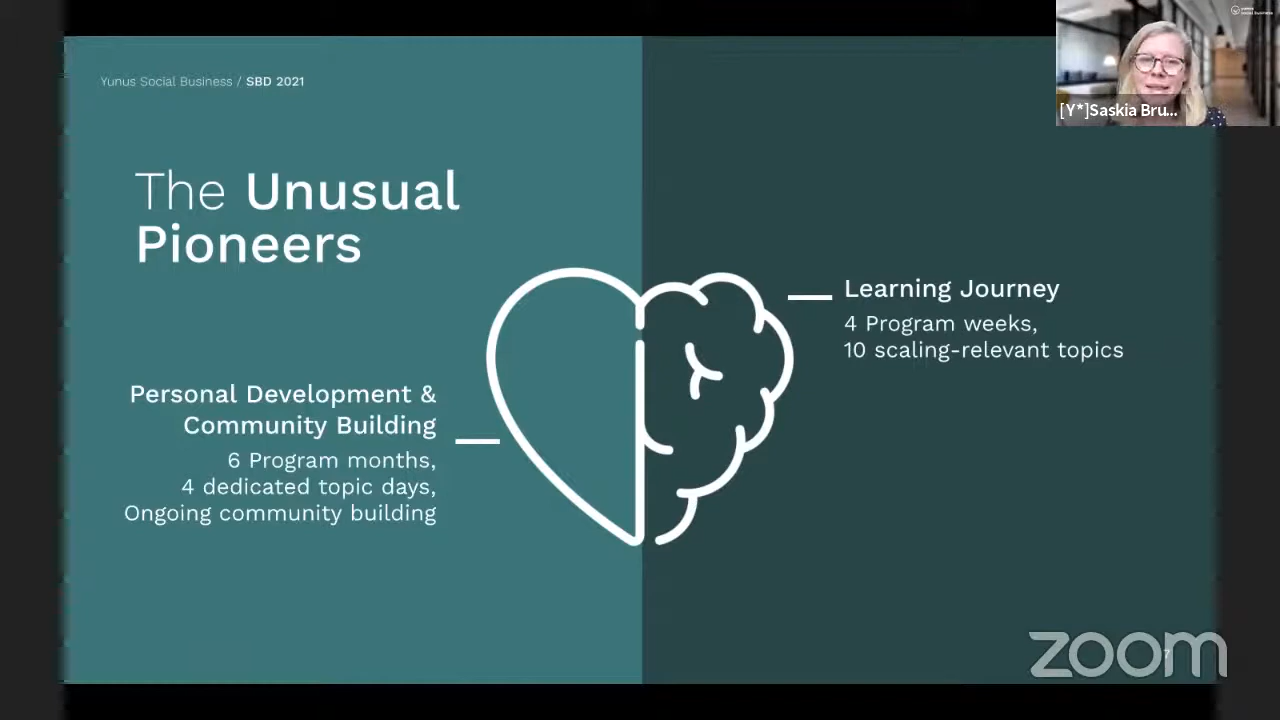 Yunus Social Business / SBD 2021
[Y*]Saskia Bru...
The Unusual
Pioneers
Learning Journey
4 Program weeks,
10 scaling-relevant topics
Personal Development &
Community Building
6 Program months,
4 dedicated topic days,
Ongoing community building
zoom
7